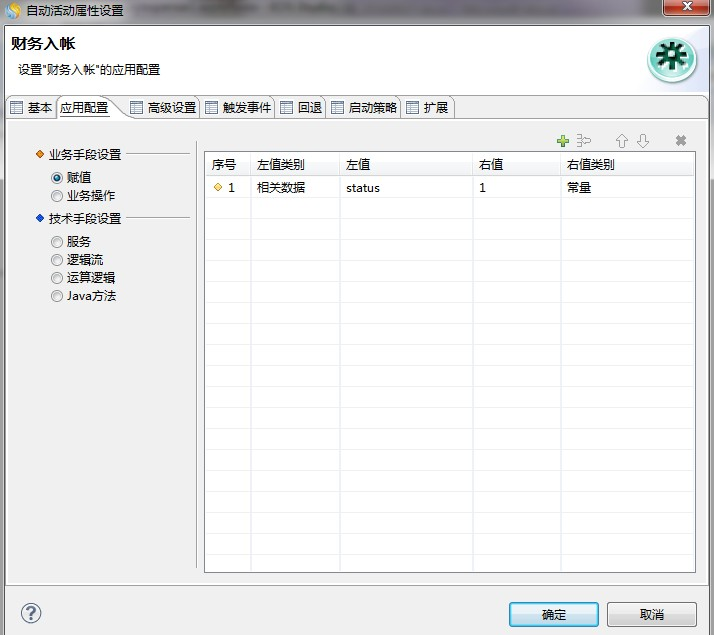 自动活动属性设置
财务入帐
设置"财务入帐"的应用配置
基本 应用配置 高级设置 触发事件 回退 启动策略 扩展
业务手段设置
赋值
业务操作
技术手段设置
服务
逻辑流
运算逻辑
Java方法
序号 左值类别 左值 右值 右值类别
1 相关数据 status 1 常量
确定 取消